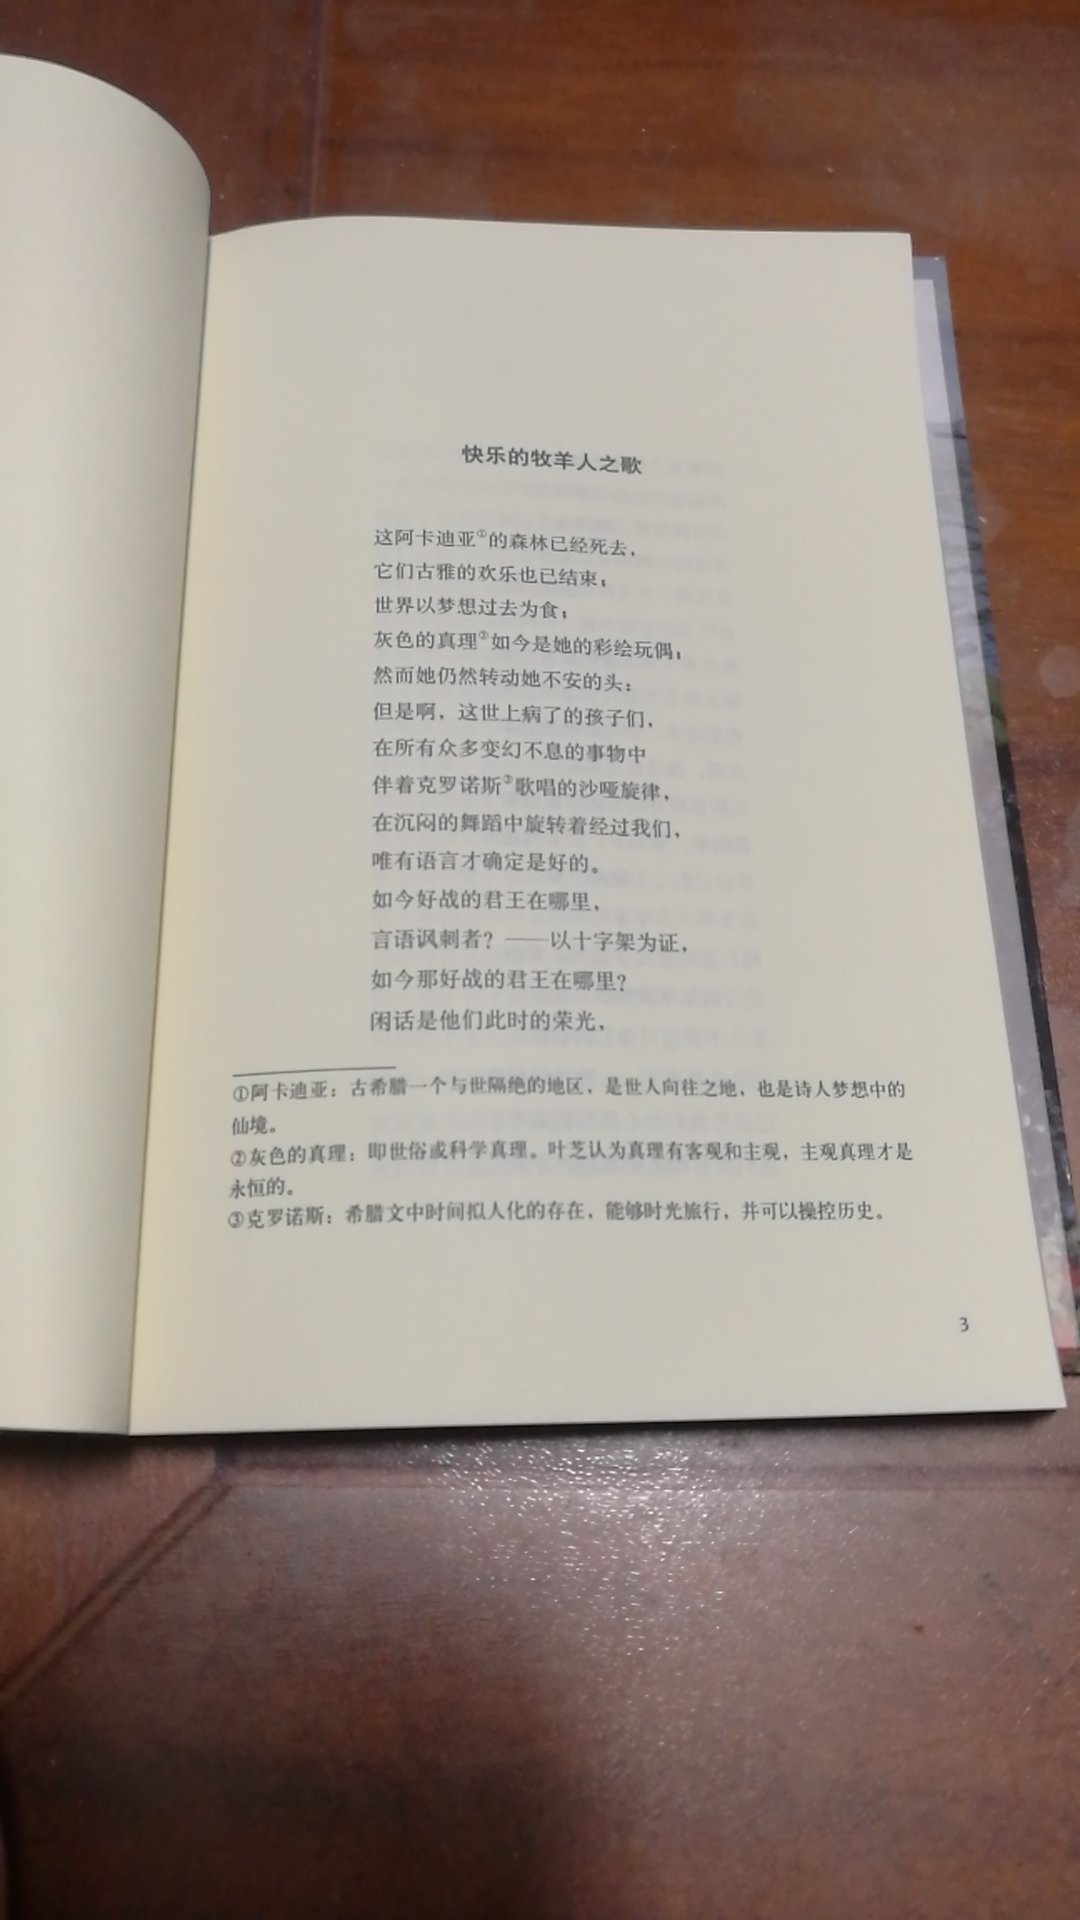 快乐的牧羊人之歌
这阿卡迪亚①的森林已经死去，
它们古雅的欢乐也已结束；
世界以梦想过去为食；
灰色的真理②如今是她的彩绘玩偶；
然而她仍然转动她不安的头：
但是啊，这世上病了的孩子们，
在所有众多变幻不息的事物中
伴着克罗诺斯③歌唱的沙哑旋律，
在沉闷的舞蹈中旋转着经过我们，
唯有语言才确定是好的。
如今好战的君王在哪里，
言语讽刺者？——以十字架为证，
如今那好战的君王在哪里？
闲话是他们此时的荣光，
①阿卡迪亚：古希腊一个与世隔绝的地区，是世人向往之地，也是诗人梦想中的
仙境。
②灰色的真理：即世俗或科学真理。叶芝认为真理有客观和主观，主观真理才是
永恒的。
③克罗诺斯：希腊文中时间拟人化的存在，能够时光旅行，并可以操控历史。
3